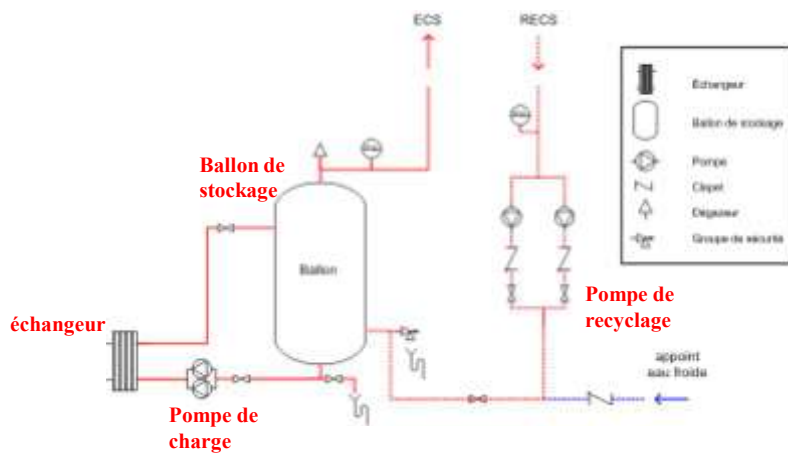 ECS
RECS
Échangeur
Ballon de stockage
Pompe
Clapet
Dégazeur
Groupe de sécurité
Ballon de
stockage
Ballon
échangeur
Pompe de
charge
Pompe de
recyclage
appoint
eau froide